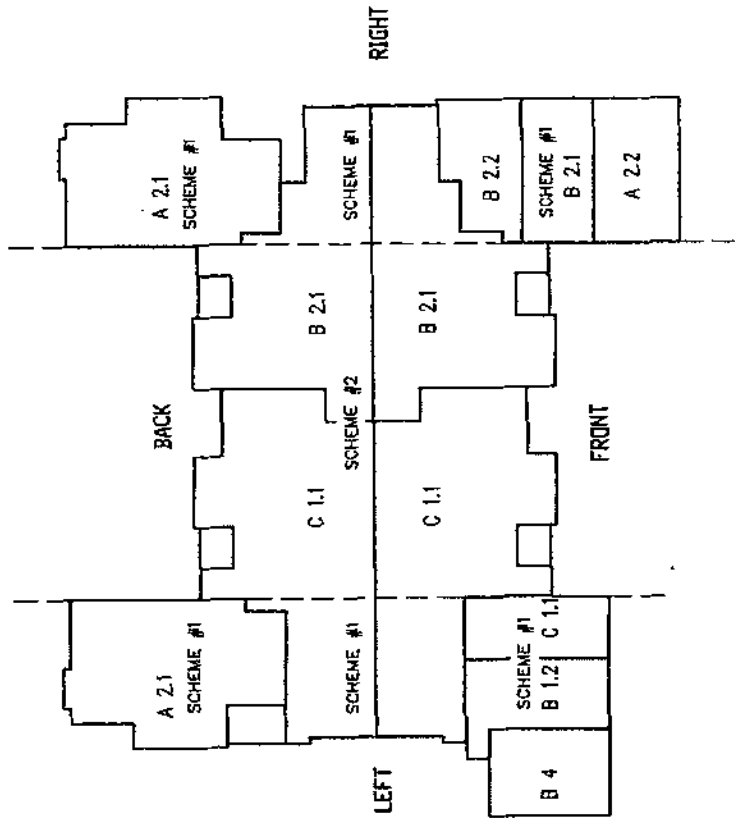 A 2.1
SCHEME #1
BACK
A 2.1
SCHEME #1
C 1.1
B 2.1
SCHEME #1
SCHEME #2
SCHEME #1
LEFT
RIGHT
C 1.1
B 2.1
B 2.2
SCHEME #1
B 4
B 1.2
C 1.1
SCHEME #1
B 2.1
FRONT
A 2.2